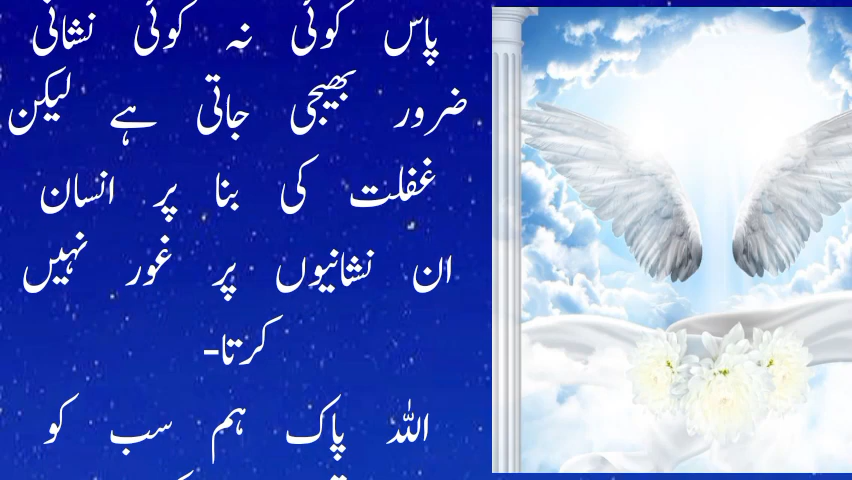 پاس کوئی نہ کوئی نشانی
ضرور بھیجی جاتی ہے لیکن
غفلت کی بنا پر انسان
ان نشانیوں پر غور نہیں
کرتا-
اللہ پاک ہم سب کو